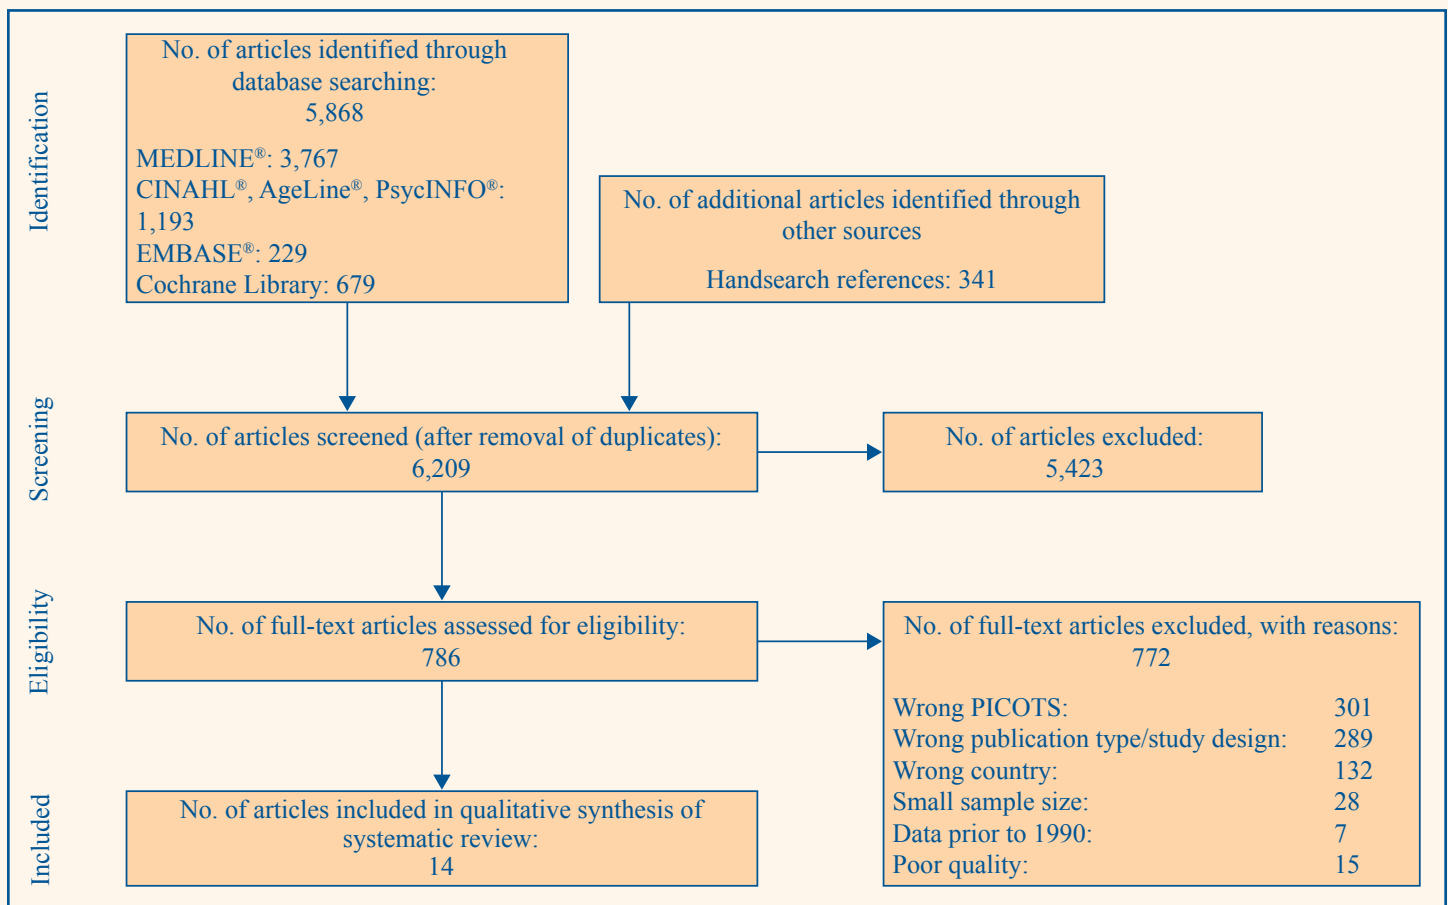 Identification
No. of articles identified through
database searching:
5,868
MEDLINE®: 3,767
CINAHL®, AgeLine®, PsycINFO®:
1,193
EMBASE®: 229
Cochrane Library: 679
No. of additional articles identified through
other sources
Handsearch references: 341
Screening
No. of articles screened (after removal of duplicates):
6,209
No. of articles excluded:
5,423
Eligibility
No. of full-text articles assessed for eligibility:
786
No. of full-text articles excluded, with reasons:
772
Wrong PICOTS: 301
Wrong publication type/study design: 289
Wrong country: 132
Small sample size: 28
Data prior to 1990: 7
Poor quality: 15
Included
No. of articles included in qualitative synthesis of
systematic review:
14